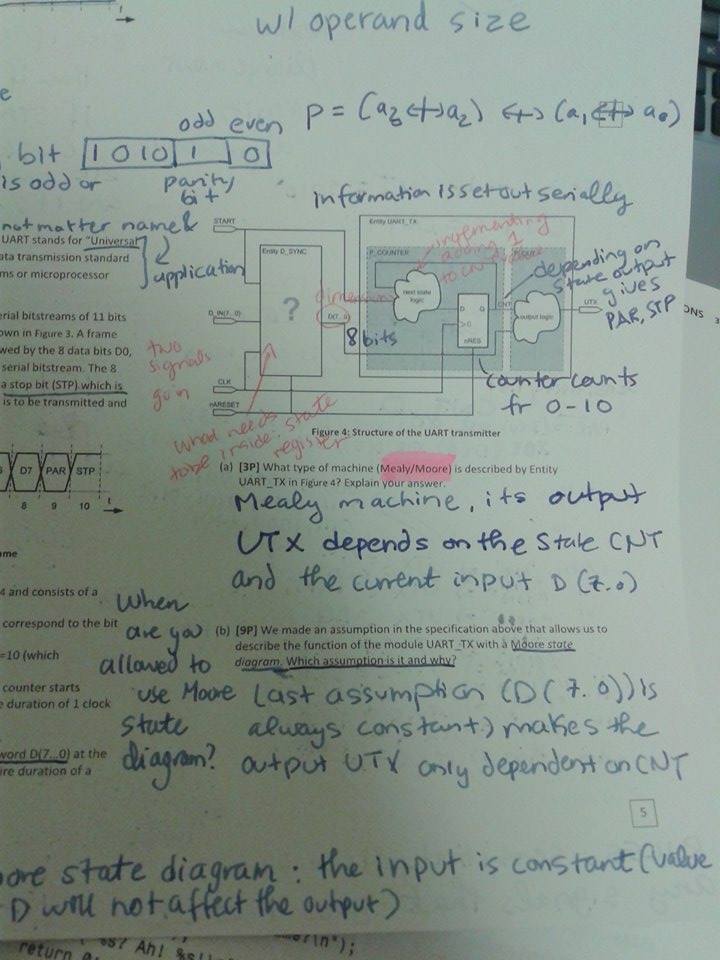 t
w/ operand size
e
odd even
P = (a3 ↔ a2) ↔ (a1 ↔ a0)
bit 1 0 1 0 1 0
is odd or parity bit
information is set out serially
not matter name &
application
START
Entity UART_TX
UART stands for "Universal
ata transmission standard
ms or microprocessor
Entity D_SYNC
P_COUNTER
implementing
adding 1
to
next state
logic
?
dimension
D_IN(7..0)
D(7..0)
8 bits
D Q
>0
nRES
CNT
output logic
UTX
depending on
state output
gives
PAR, STP
ONS 3
erial bitstreams of 11 bits
own in Figure 3. A frame
wed by the 8 data bits D0,
serial bitstream. The 8
a stop bit (STP) which is
is to be transmitted and
two
signals
go in
CLK
nARESET
counter counts
fr 0-10
what needs
to be inside: state
register
Figure 4: Structure of the UART transmitter
D7 PAR STP
8 9 10
t
(a) [3P] What type of machine (Mealy/Moore) is described by Entity
UART_TX in Figure 4? Explain your answer.
Mealy machine, its output
UTX depends on the State CNT
and the current input D (7..0)
me
4 and consists of a
correspond to the bit
=10 (which
counter starts
e duration of 1 clock
word D(7...0) at the
ire duration of a
When
are you
allowed to
use Moore
state
diagram?
(b) [9P] We made an assumption in the specification above that allows us to
describe the function of the module UART_TX with a Moore state
diagram. Which assumption is it and why?
Last assumption (D(7..0)) is
always constant) makes the
output UTX only dependent on CNT
5
oore state diagram : the input is constant (value
D will not affect the output)
return
%s? Ah! %s!
\n");